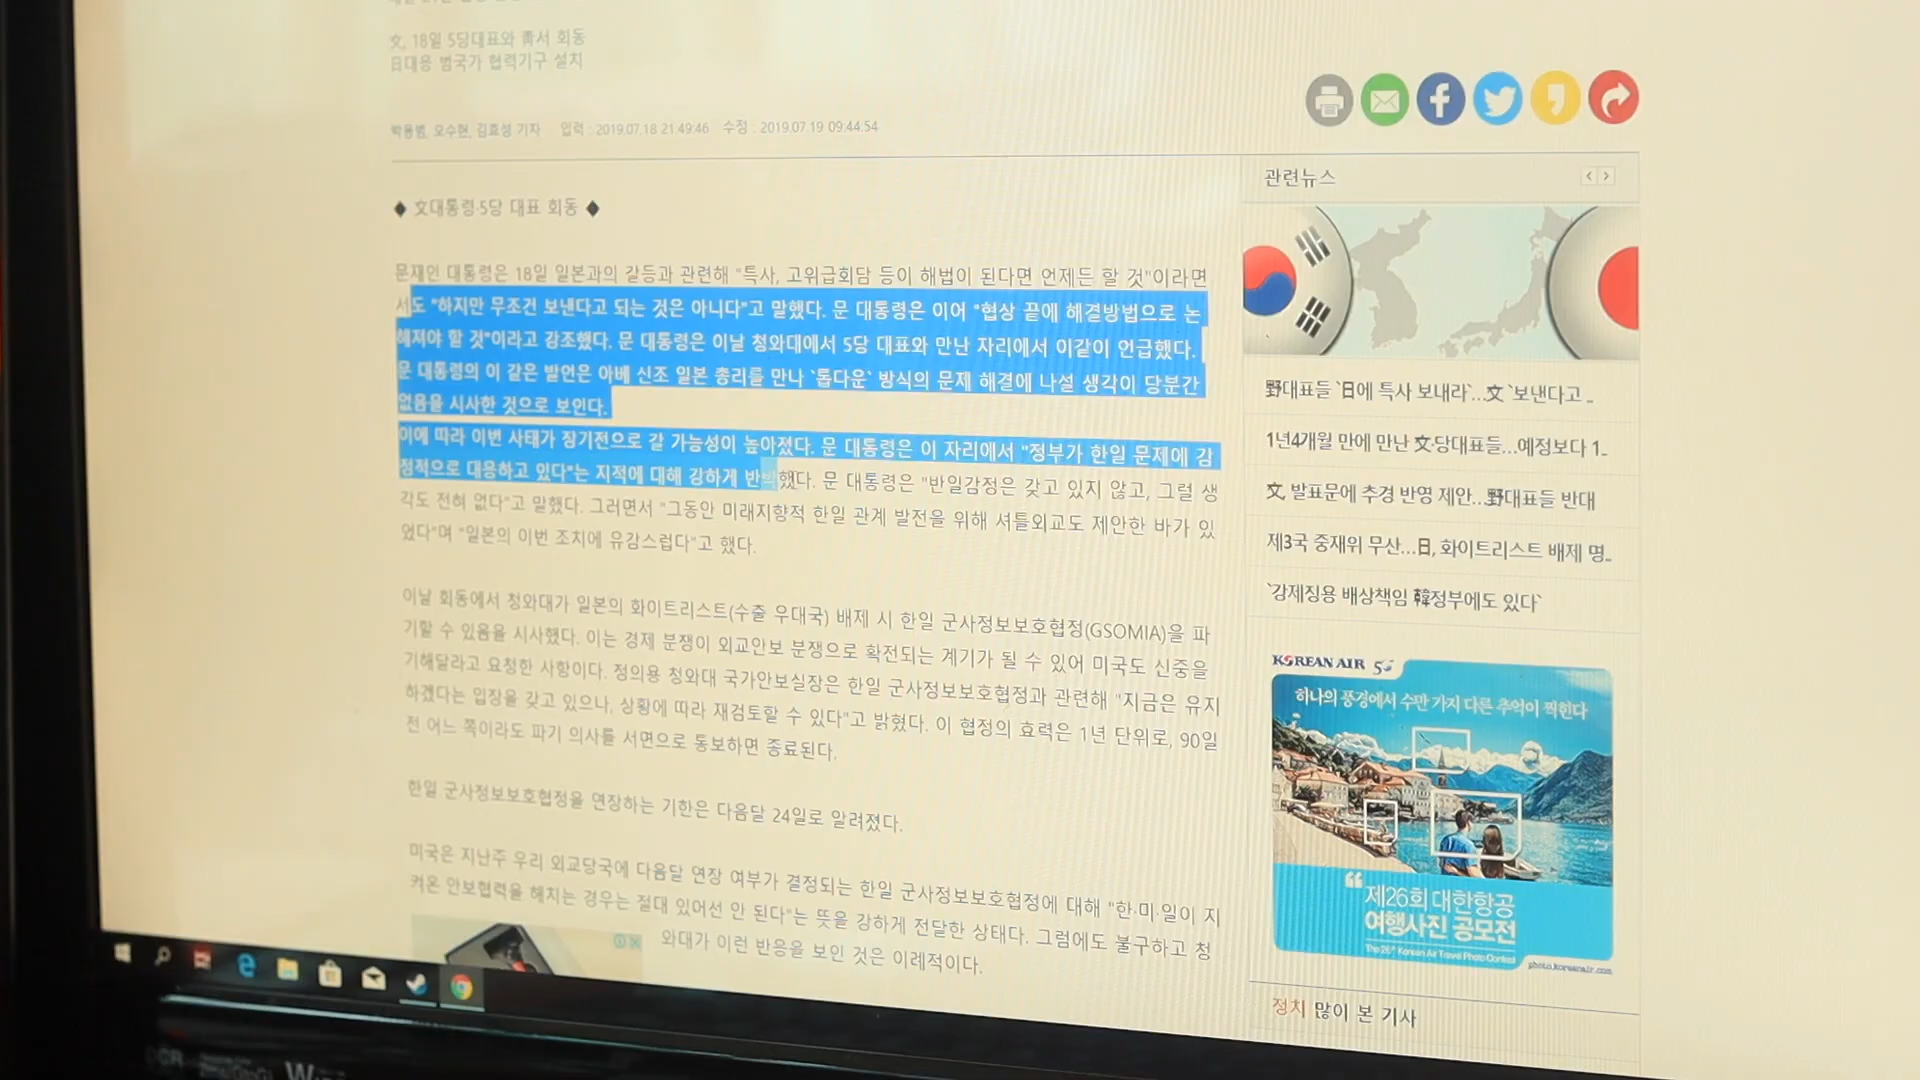 文, 18일 5당대표와 靑서 회동
日대응 범국가 협력기구 설치
박용범, 오수현, 김효성 기자 입력 : 2019.07.18 21:49:46 수정 : 2019.07.19 09:44:54
◆ 文대통령·5당 대표 회동 ◆
문재인 대통령은 18일 일본과의 갈등과 관련해 "특사, 고위급회담 등이 해법이 된다면 언제든 할 것"이라면
서도 "하지만 무조건 보낸다고 되는 것은 아니다"고 말했다. 문 대통령은 이어 "협상 끝에 해결방법으로 논
해져야 할 것"이라고 강조했다. 문 대통령은 이날 청와대에서 5당 대표와 만난 자리에서 이같이 언급했다.
문 대통령의 이 같은 발언은 아베 신조 일본 총리를 만나 `톱다운` 방식의 문제 해결에 나설 생각이 당분간
없음을 시사한 것으로 보인다.
이에 따라 이번 사태가 장기전으로 갈 가능성이 높아졌다. 문 대통령은 이 자리에서 "정부가 한일 문제에 감
정적으로 대응하고 있다"는 지적에 대해 강하게 반박했다. 문 대통령은 "반일감정은 갖고 있지 않고, 그럴 생
각도 전혀 없다"고 말했다. 그러면서 "그동안 미래지향적 한일 관계 발전을 위해 셔틀외교도 제안한 바가 있
었다"며 "일본의 이번 조치에 유감스럽다"고 했다.
이날 회동에서 청와대가 일본의 화이트리스트(수출 우대국) 배제 시 한일 군사정보보호협정(GSOMIA)을 파
기할 수 있음을 시사했다. 이는 경제 분쟁이 외교안보 분쟁으로 확전되는 계기가 될 수 있어 미국도 신중을
기해달라고 요청한 사항이다. 정의용 청와대 국가안보실장은 한일 군사정보보호협정과 관련해 "지금은 유지
하겠다는 입장을 갖고 있으나, 상황에 따라 재검토할 수 있다"고 밝혔다. 이 협정의 효력은 1년 단위로, 90일
전 어느 쪽이라도 파기 의사를 서면으로 통보하면 종료된다.
한일 군사정보보호협정을 연장하는 기한은 다음달 24일로 알려졌다.
미국은 지난주 우리 외교당국에 다음달 연장 여부가 결정되는 한일 군사정보보호협정에 대해 "한·미·일이 지
켜온 안보협력을 해치는 경우는 절대 있어선 안 된다"는 뜻을 강하게 전달한 상태다. 그럼에도 불구하고 청
와대가 이런 반응을 보인 것은 이례적이다.
관련뉴스
野대표들 `日에 특사 보내라`...文 `보낸다고 ..
1년4개월 만에 만난 文·당대표들...예정보다 1..
文, 발표문에 추경 반영 제안...野대표들 반대
제3국 중재위 무산...日, 화이트리스트 배제 명..
`강제징용 배상책임 韓정부에도 있다`
KOREAN AIR
하나의 풍경에서 수만 가지 다른 추억이 찍힌다
제26회 대한항공
여행사진 공모전
The 26th Korean Air Travel Photo Contest
photo.koreanair.com
정치 많이 본 기사